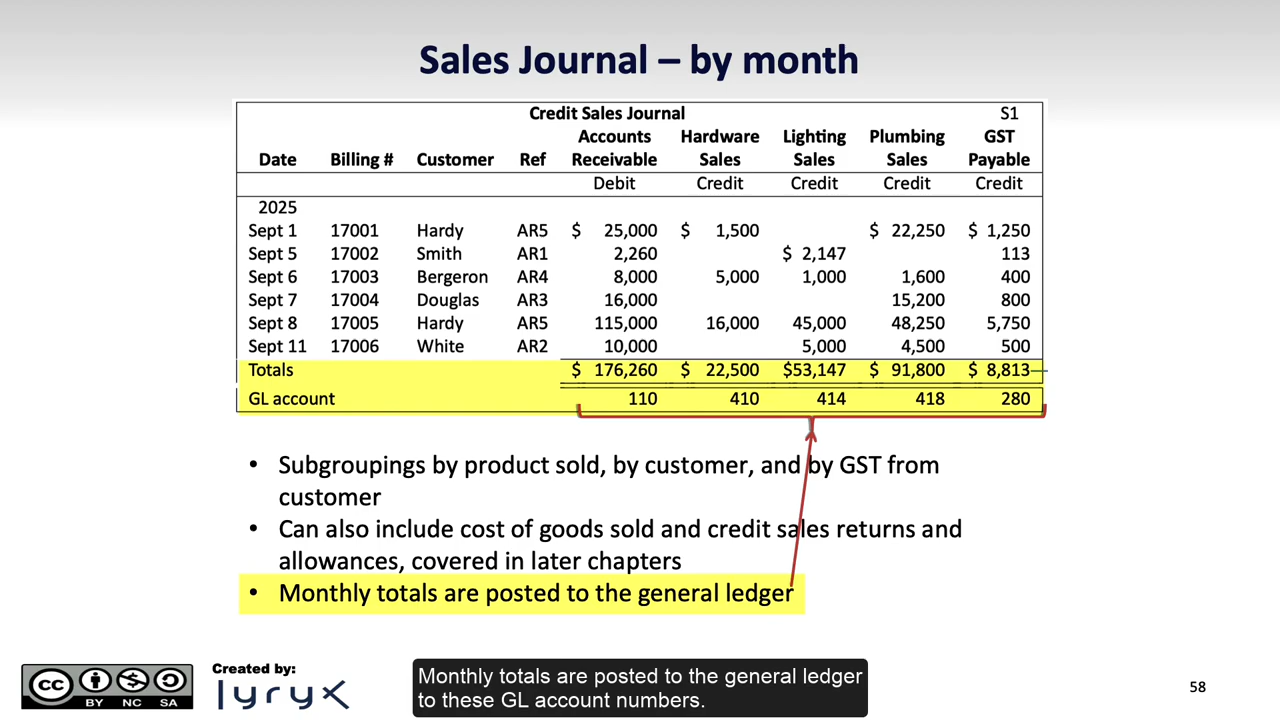 Sales Journal – by month
Credit Sales Journal S1
Accounts Hardware Lighting Plumbing GST
Date Billing # Customer Ref Receivable Sales Sales Sales Payable
Debit Credit Credit Credit Credit
2025
Sept 1 17001 Hardy AR5 $ 25,000 $ 1,500 $ 22,250 $ 1,250
Sept 5 17002 Smith AR1 2,260 $ 2,147 113
Sept 6 17003 Bergeron AR4 8,000 5,000 1,000 1,600 400
Sept 7 17004 Douglas AR3 16,000 15,200 800
Sept 8 17005 Hardy AR5 115,000 16,000 45,000 48,250 5,750
Sept 11 17006 White AR2 10,000 5,000 4,500 500
Totals $ 176,260 $ 22,500 $53,147 $ 91,800 $ 8,813
GL account 110 410 414 418 280
• Subgroupings by product sold, by customer, and by GST from
customer
• Can also include cost of goods sold and credit sales returns and
allowances, covered in later chapters
• Monthly totals are posted to the general ledger
cc BY NC SA
Created by:
lyryx
Monthly totals are posted to the general ledger
to these GL account numbers.
58